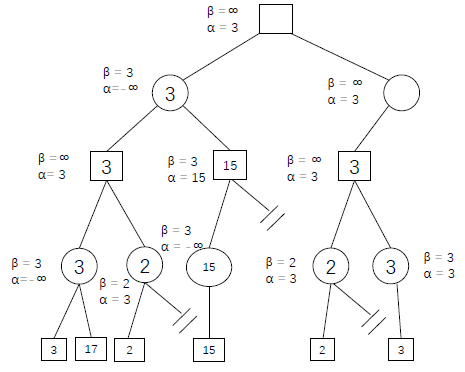 β = ∞
α = 3
β = 3
α=-∞
3
β = ∞
α = 3
β = ∞
α= 3
3
β = 3
α = 15
15
β = ∞
α = 3
3
β = 3
α=-∞
3
β = 2
α = 3
2
β = 3
α = -∞
15
β = 2
α = 3
2
3
β = 3
α = 3
3
17
2
15
2
3